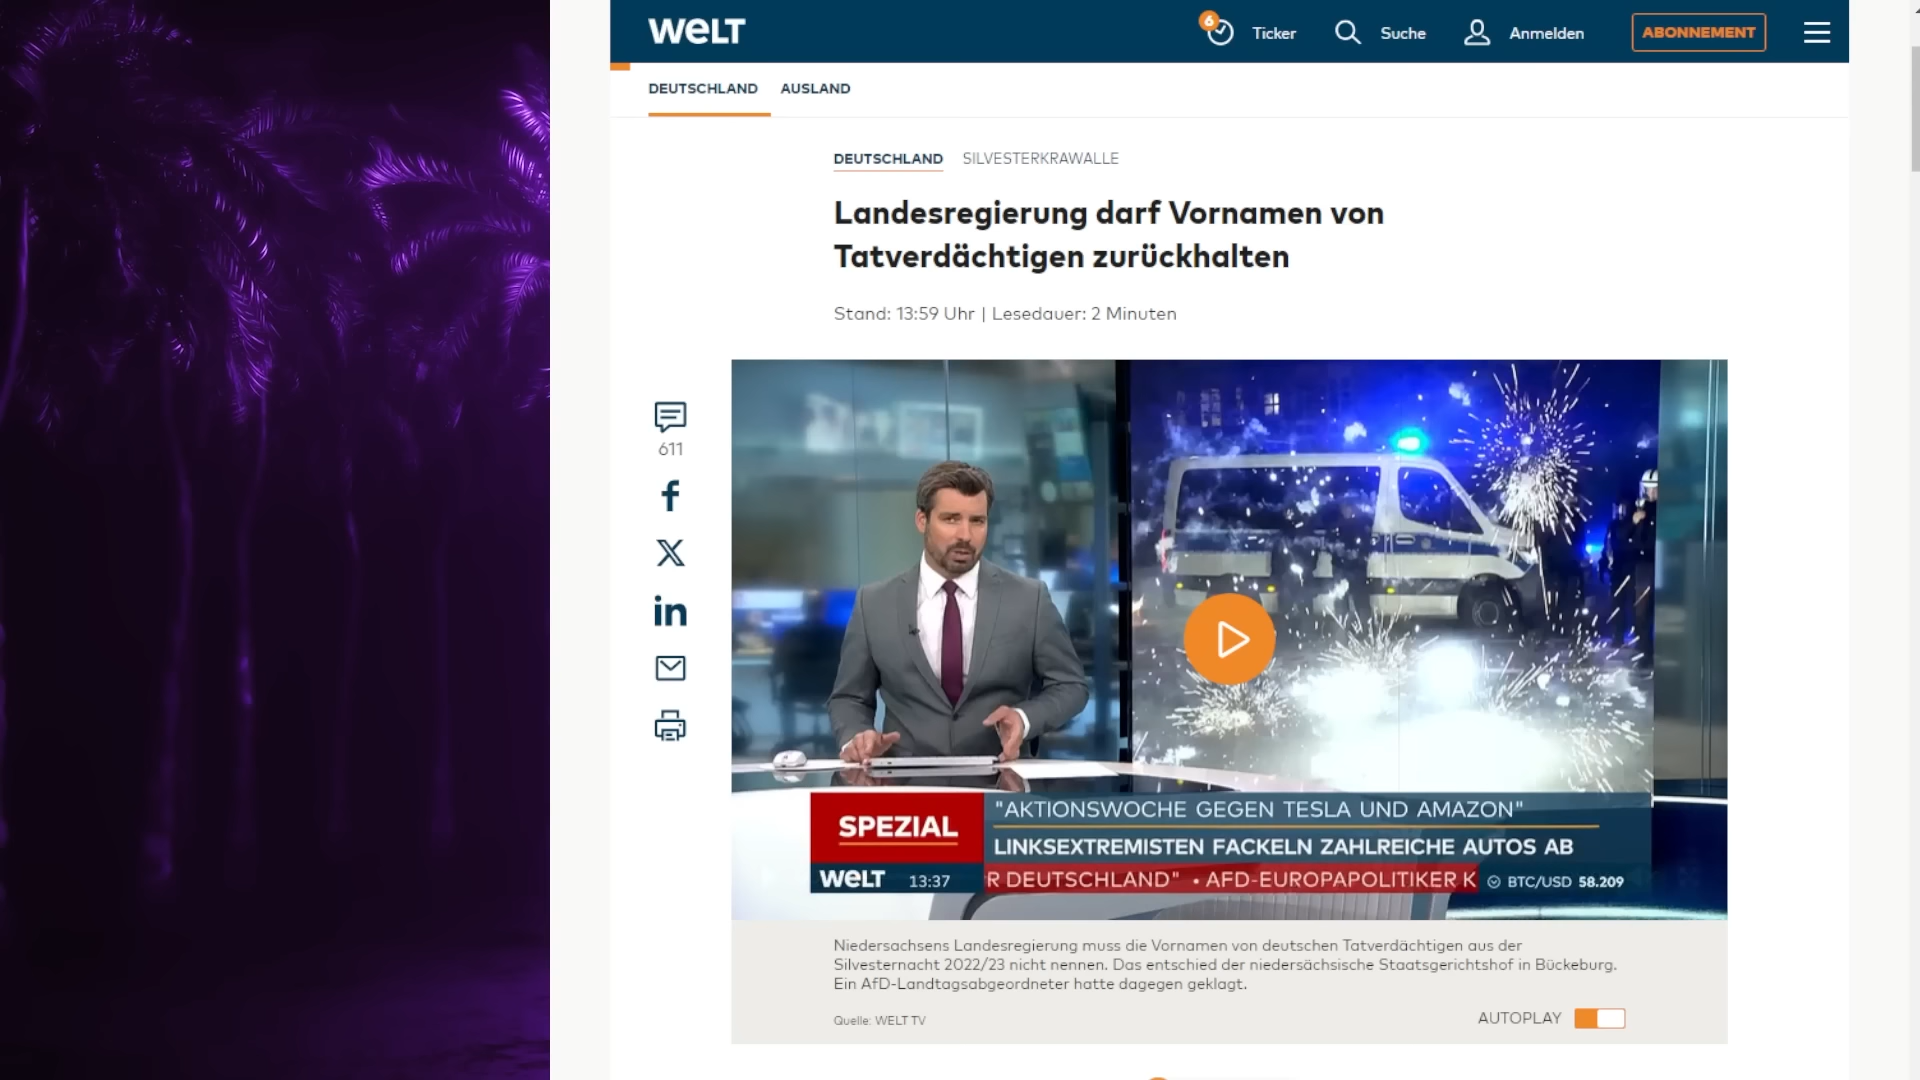 WELT
6
Ticker
Suche
Anmelden
ABONNEMENT
DEUTSCHLAND AUSLAND
DEUTSCHLAND SILVESTERKRAWALLE
Landesregierung darf Vornamen von
Tatverdächtigen zurückhalten
Stand: 13:59 Uhr | Lesedauer: 2 Minuten
611
"AKTIONSWOCHE GEGEN TESLA UND AMAZON"
SPEZIAL
LINKSEXTREMISTEN FACKELN ZAHLREICHE AUTOS AB
WELT 13:37
R DEUTSCHLAND" • AFD-EUROPAPOLITIKER K
BTC/USD 58.209
Niedersachsens Landesregierung muss die Vornamen von deutschen Tatverdächtigen aus der
Silvesternacht 2022/23 nicht nennen. Das entschied der niedersächsische Staatsgerichtshof in Bückeburg.
Ein AfD-Landtagsabgeordneter hatte dagegen geklagt.
Quelle: WELT TV
AUTOPLAY